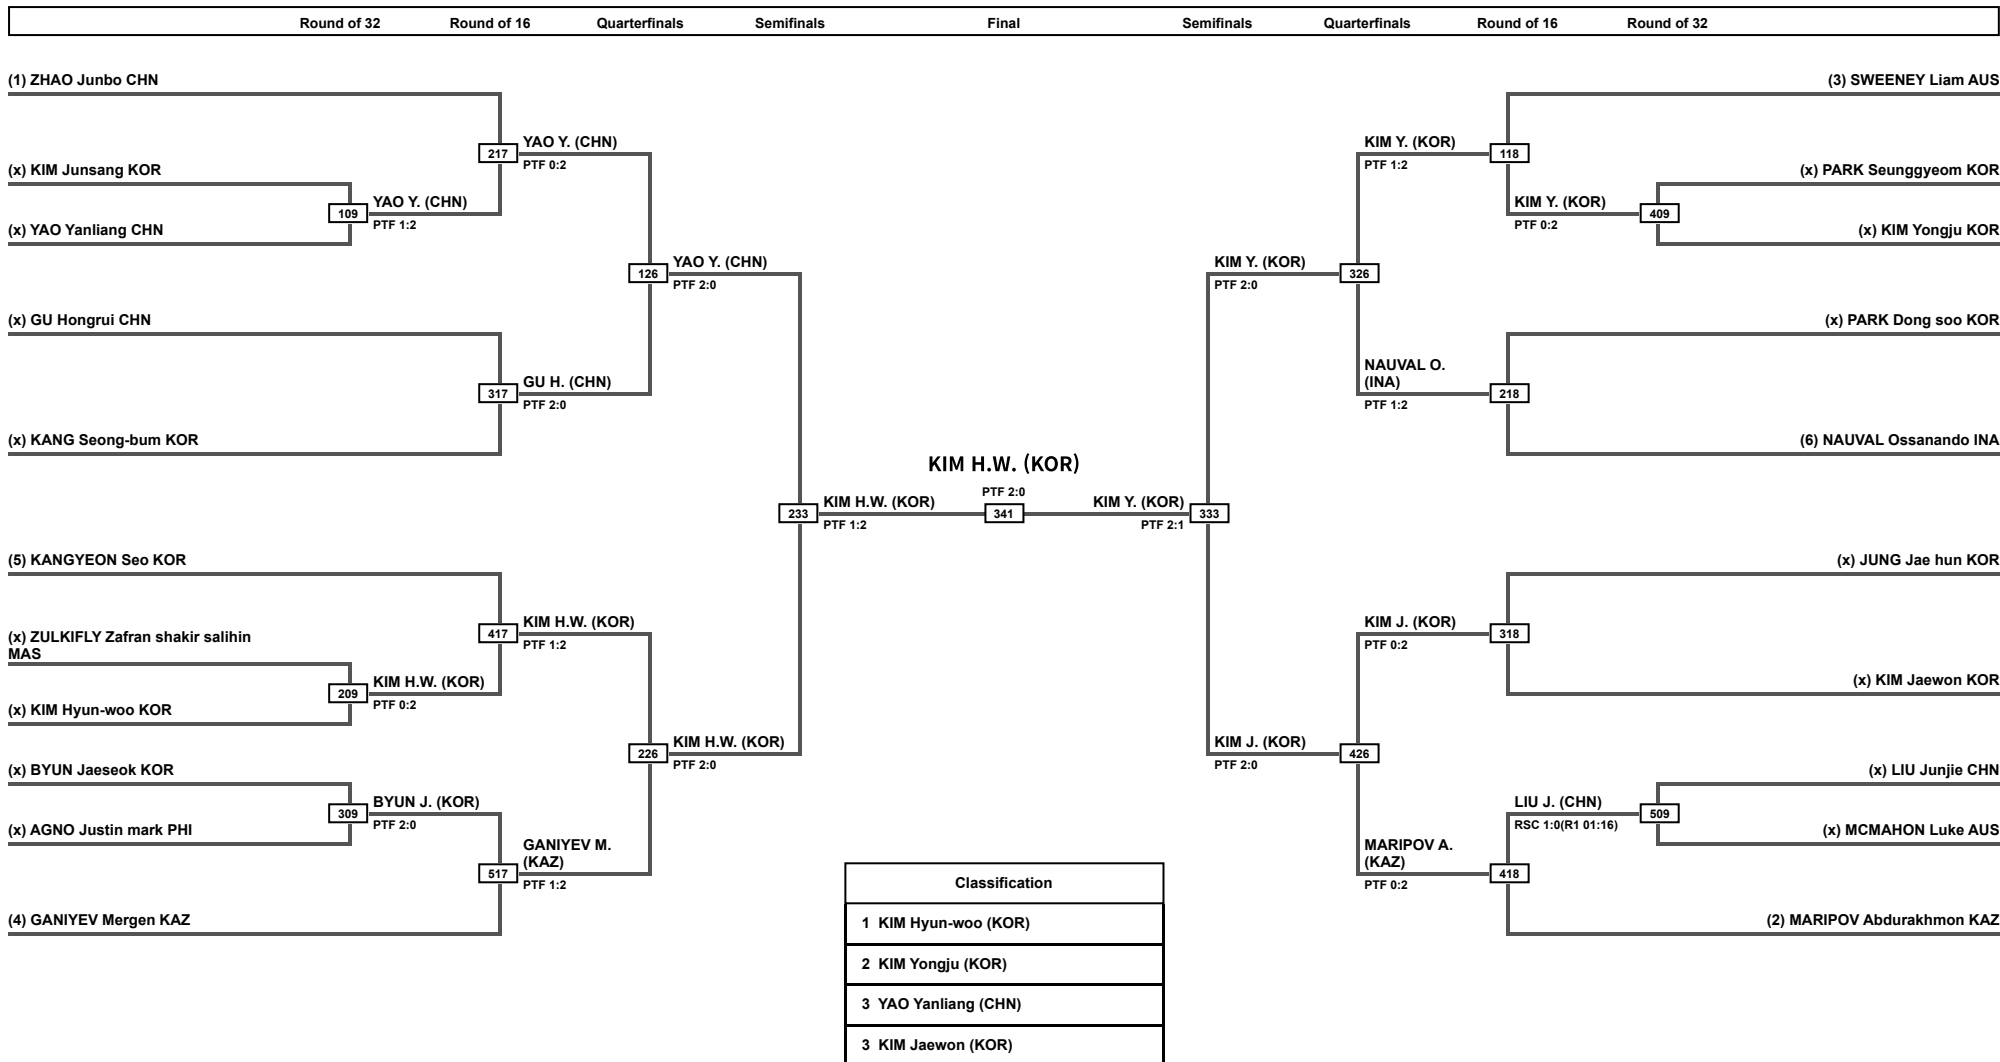 Round of 32 Round of 16 Quarterfinals Semifinals Final Semifinals Quarterfinals Round of 16 Round of 32
(1) ZHAO Junbo CHN
(x) KIM Junsang KOR
(x) YAO Yanliang CHN
109
YAO Y. (CHN)
PTF 1:2
217
YAO Y. (CHN)
PTF 0:2
(x) GU Hongrui CHN
(x) KANG Seong-bum KOR
317
GU H. (CHN)
PTF 2:0
126
YAO Y. (CHN)
PTF 2:0
(5) KANGYEON Seo KOR
(x) ZULKIFLY Zafran shakir salihin
MAS
(x) KIM Hyun-woo KOR
209
KIM H.W. (KOR)
PTF 0:2
417
KIM H.W. (KOR)
PTF 1:2
(x) BYUN Jaeseok KOR
(x) AGNO Justin mark PHI
309
BYUN J. (KOR)
PTF 2:0
(4) GANIYEV Mergen KAZ
517
GANIYEV M.
(KAZ)
PTF 1:2
226
KIM H.W. (KOR)
PTF 2:0
233
KIM H.W. (KOR)
PTF 1:2
KIM H.W. (KOR)
PTF 2:0
341
KIM Y. (KOR)
PTF 2:1
333
KIM Y. (KOR)
PTF 2:0
326
KIM Y. (KOR)
PTF 1:2
118
(3) SWEENEY Liam AUS
KIM Y. (KOR)
PTF 0:2
409
(x) PARK Seunggyeom KOR
(x) KIM Yongju KOR
NAUVAL O.
(INA)
PTF 1:2
218
(x) PARK Dong soo KOR
(6) NAUVAL Ossanando INA
KIM J. (KOR)
PTF 2:0
426
KIM J. (KOR)
PTF 0:2
318
(x) JUNG Jae hun KOR
(x) KIM Jaewon KOR
MARIPOV A.
(KAZ)
PTF 0:2
418
LIU J. (CHN)
RSC 1:0(R1 01:16)
509
(x) LIU Junjie CHN
(x) MCMAHON Luke AUS
(2) MARIPOV Abdurakhmon KAZ
Classification
1 KIM Hyun-woo (KOR)
2 KIM Yongju (KOR)
3 YAO Yanliang (CHN)
3 KIM Jaewon (KOR)